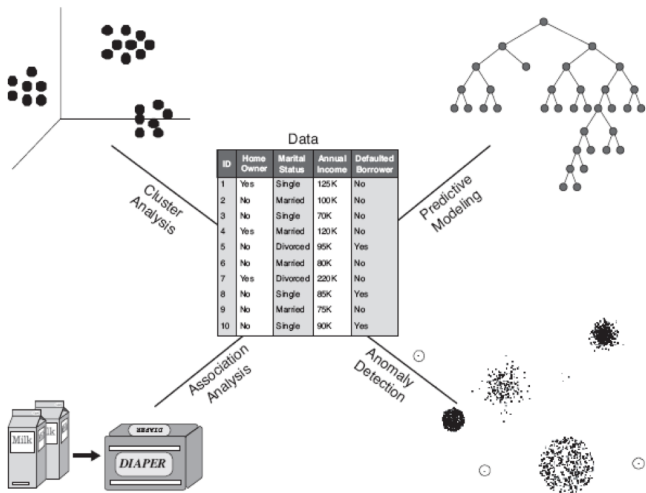 Data
ID Home Owner Marital Status Annual Income Defaulted Borrower
1 Yes Single 125K No
2 No Married 100K No
3 No Single 70K No
4 Yes Married 120K No
5 No Divorced 95K Yes
6 No Married 80K No
7 Yes Divorced 220K No
8 No Single 85K Yes
9 No Married 75K No
10 No Single 90K Yes
Cluster
Analysis
Predictive
Modeling
Association
Analysis
Anomaly
Detection
Milk
Milk
DIAPER
DIAPER